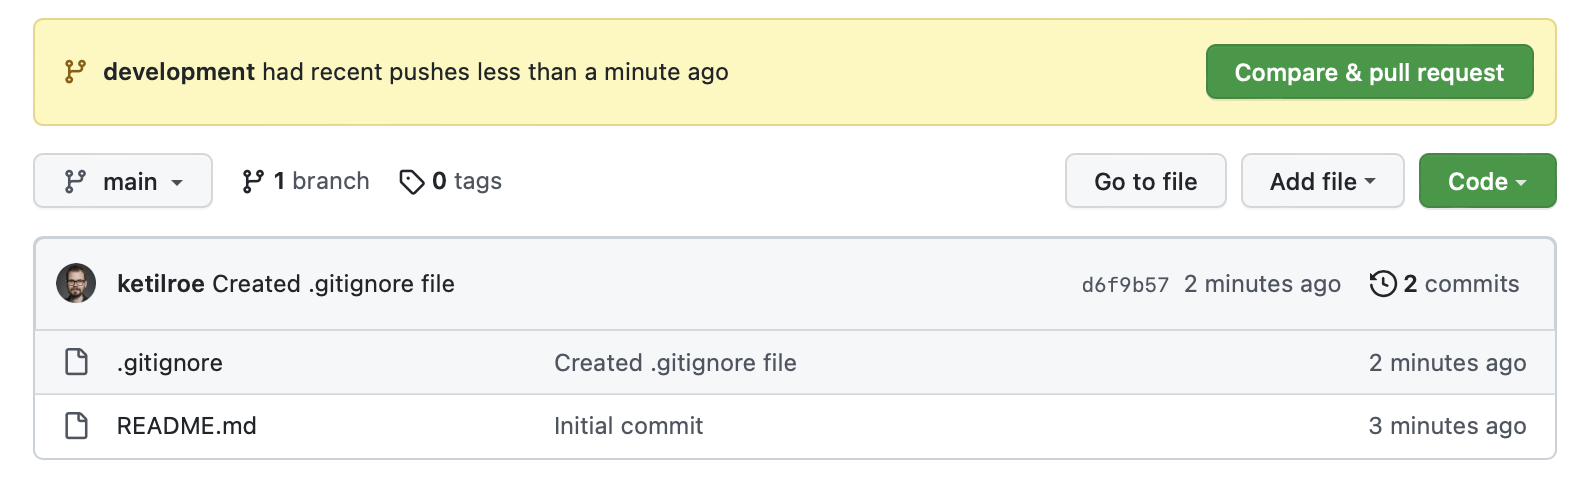 development had recent pushes less than a minute ago Compare & pull request
main 1 branch 0 tags Go to file Add file Code
ketilroe Created .gitignore file d6f9b57 2 minutes ago 2 commits
.gitignore Created .gitignore file 2 minutes ago
README.md Initial commit 3 minutes ago